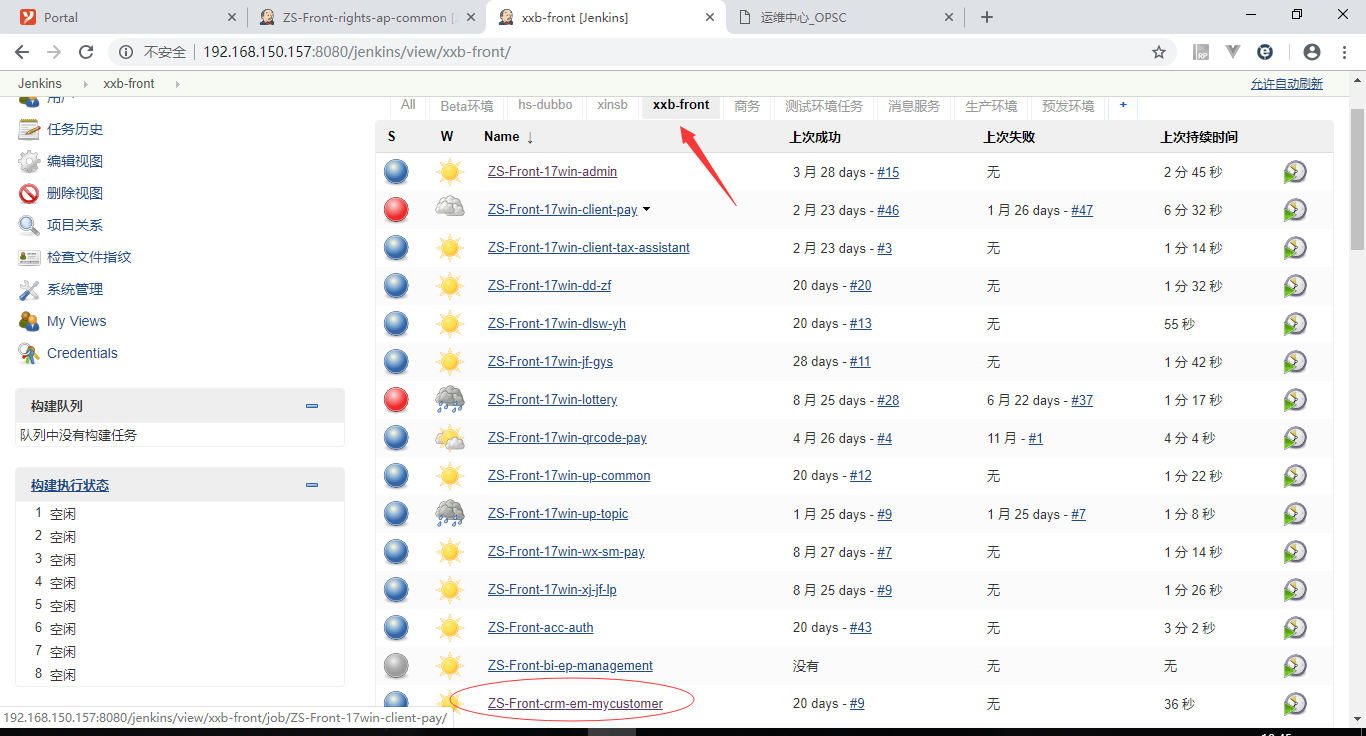 Portal
ZS-Front-rights-ap-common [
xxb-front [Jenkins]
运维中心_OPSC
不安全 192.168.150.157:8080/jenkins/view/xxb-front/
Jenkins xxb-front 允许自动刷新
用户
任务历史
编辑视图
删除视图
项目关系
检查文件指纹
系统管理
My Views
Credentials
构建队列
队列中没有构建任务
构建执行状态
1 空闲
2 空闲
3 空闲
4 空闲
5 空闲
6 空闲
7 空闲
8 空闲
All Beta环境 hs-dubbo xinsb xxb-front 商务 测试环境任务 消息服务 生产环境 预发环境 +
S W Name ↓ 上次成功 上次失败 上次持续时间
ZS-Front-17win-admin 3 月 28 days - #15 无 2 分 45 秒
ZS-Front-17win-client-pay 2 月 23 days - #46 1 月 26 days - #47 6 分 32 秒
ZS-Front-17win-client-tax-assistant 2 月 23 days - #3 无 1 分 14 秒
ZS-Front-17win-dd-zf 20 days - #20 无 1 分 32 秒
ZS-Front-17win-dlsw-yh 20 days - #13 无 55 秒
ZS-Front-17win-jf-gys 28 days - #11 无 1 分 42 秒
ZS-Front-17win-lottery 8 月 25 days - #28 6 月 22 days - #37 1 分 17 秒
ZS-Front-17win-qrcode-pay 4 月 26 days - #4 11 月 - #1 4 分 4 秒
ZS-Front-17win-up-common 20 days - #12 无 1 分 22 秒
ZS-Front-17win-up-topic 1 月 25 days - #9 1 月 25 days - #7 1 分 8 秒
ZS-Front-17win-wx-sm-pay 8 月 27 days - #7 无 1 分 14 秒
ZS-Front-17win-xj-jf-lp 8 月 25 days - #9 无 1 分 26 秒
ZS-Front-acc-auth 20 days - #43 无 3 分 2 秒
ZS-Front-bi-ep-management 没有 无 无
ZS-Front-crm-em-mycustomer 20 days - #9 无 36 秒
192.168.150.157:8080/jenkins/view/xxb-front/job/ZS-Front-17win-client-pay/